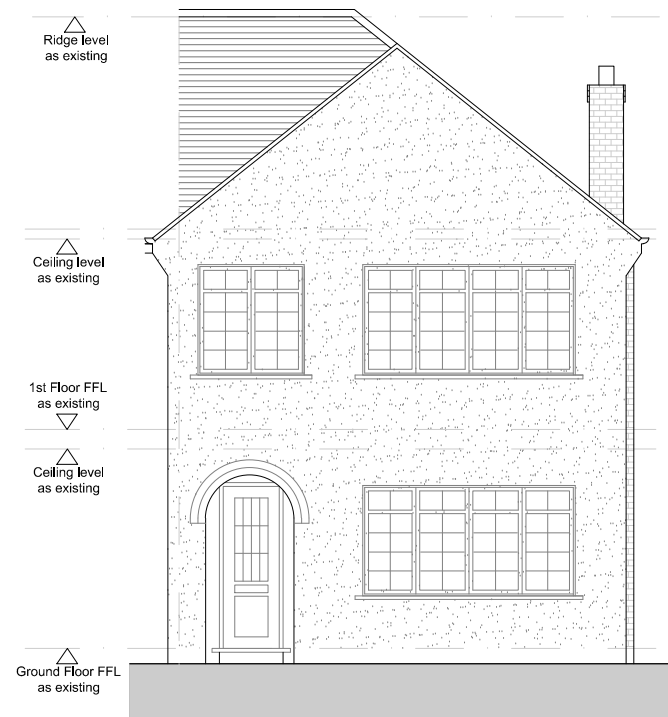 Ridge level
as existing
Ceiling level
as existing
1st Floor FFL
as existing
Ceiling level
as existing
Ground Floor FFL
as existing